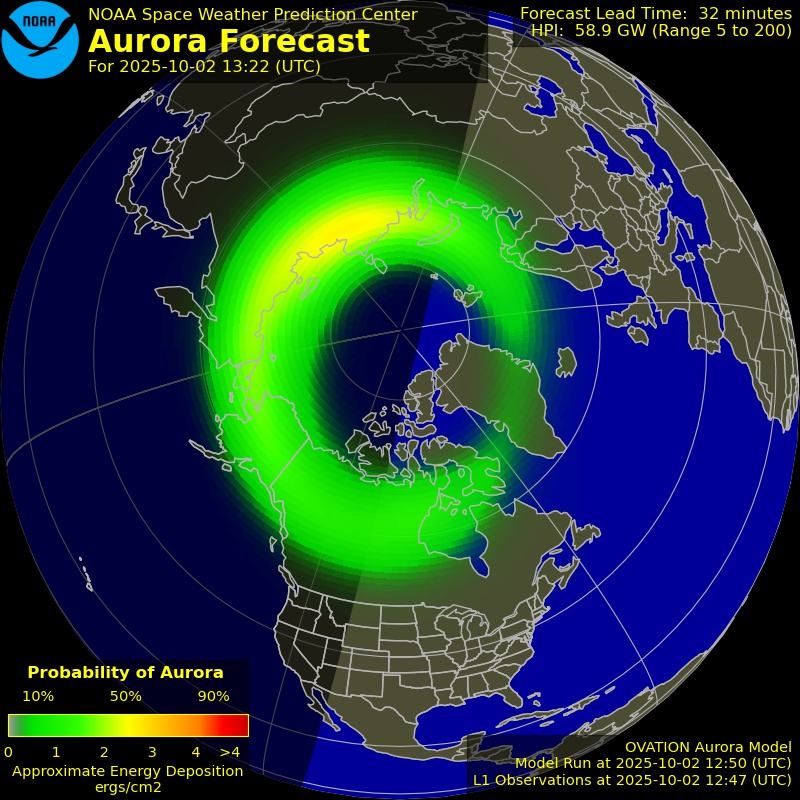 NOAA
NOAA Space Weather Prediction Center
Aurora Forecast
For 2025-10-02 13:22 (UTC)
Forecast Lead Time: 32 minutes
HPI: 58.9 GW (Range 5 to 200)
Probability of Aurora
10% 50% 90%
0 1 2 3 4 >4
Approximate Energy Deposition
ergs/cm2
OVATION Aurora Model
Model Run at 2025-10-02 12:50 (UTC)
L1 Observations at 2025-10-02 12:47 (UTC)